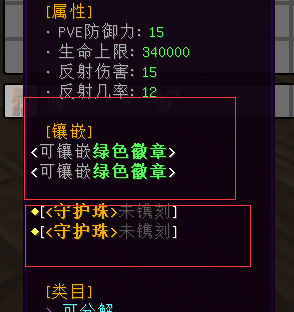 [属性]
· PVE防御力: 15
· 生命上限: 340000
· 反射伤害: 15
· 反射几率: 12
[镶嵌]
<可镶嵌绿色徽章>
<可镶嵌绿色徽章>
◆[<守护珠>未镌刻]
◆[<守护珠>未镌刻]
[类目]
> 可分解